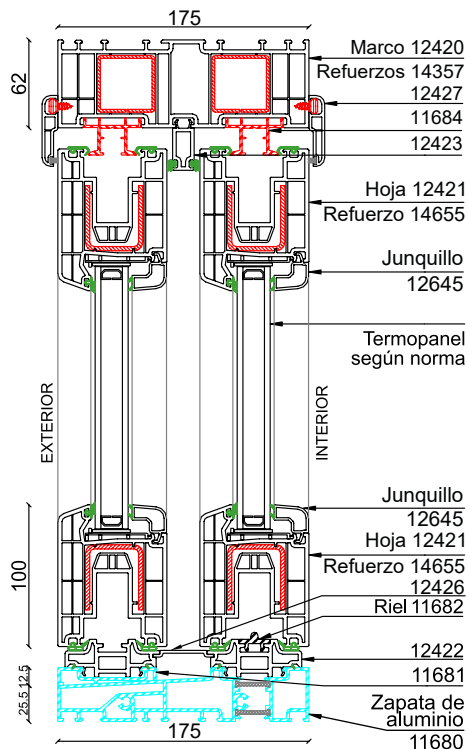 175
62
Marco 12420
Refuerzos 14357
12427
11684
12423
Hoja 12421
Refuerzo 14655
Junquillo
12645
Termopanel
según norma
EXTERIOR
INTERIOR
Junquillo
12645
100
Hoja 12421
Refuerzo 14655
12426
Riel 11682
12422
11681
12.5
25.5
Zapata de
aluminio
11680
175